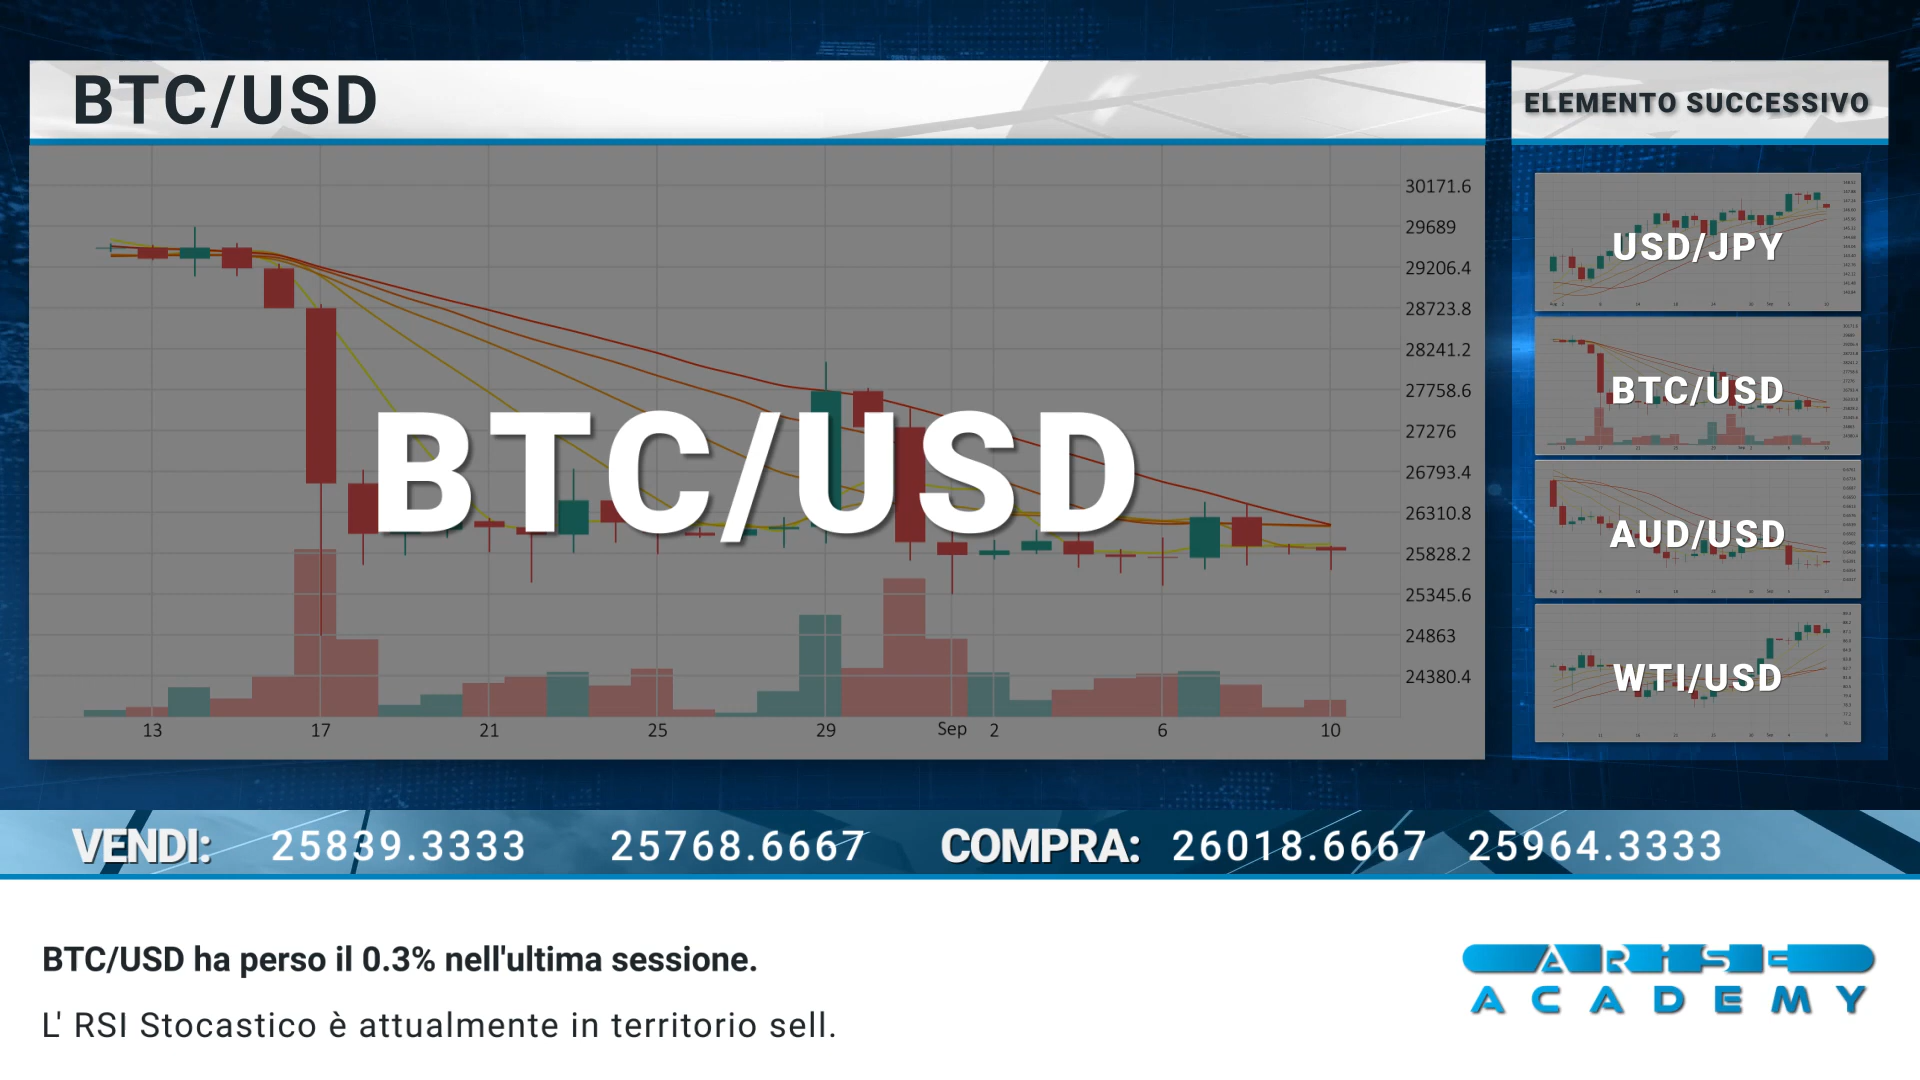 BTC/USD
ELEMENTO SUCCESSIVO
30171.6
29689
29206.4
28723.8
28241.2
27758.6
27276
26793.4
26310.8
25828.2
25345.6
24863
24380.4
BTC/USD
13 17 21 25 29 Sep 2 6 10
USD/JPY
BTC/USD
AUD/USD
WTI/USD
VENDI: 25839.3333 25768.6667 COMPRA: 26018.6667 25964.3333
BTC/USD ha perso il 0.3% nell'ultima sessione.
L' RSI Stocastico è attualmente in territorio sell.
ARISE
ACADEMY